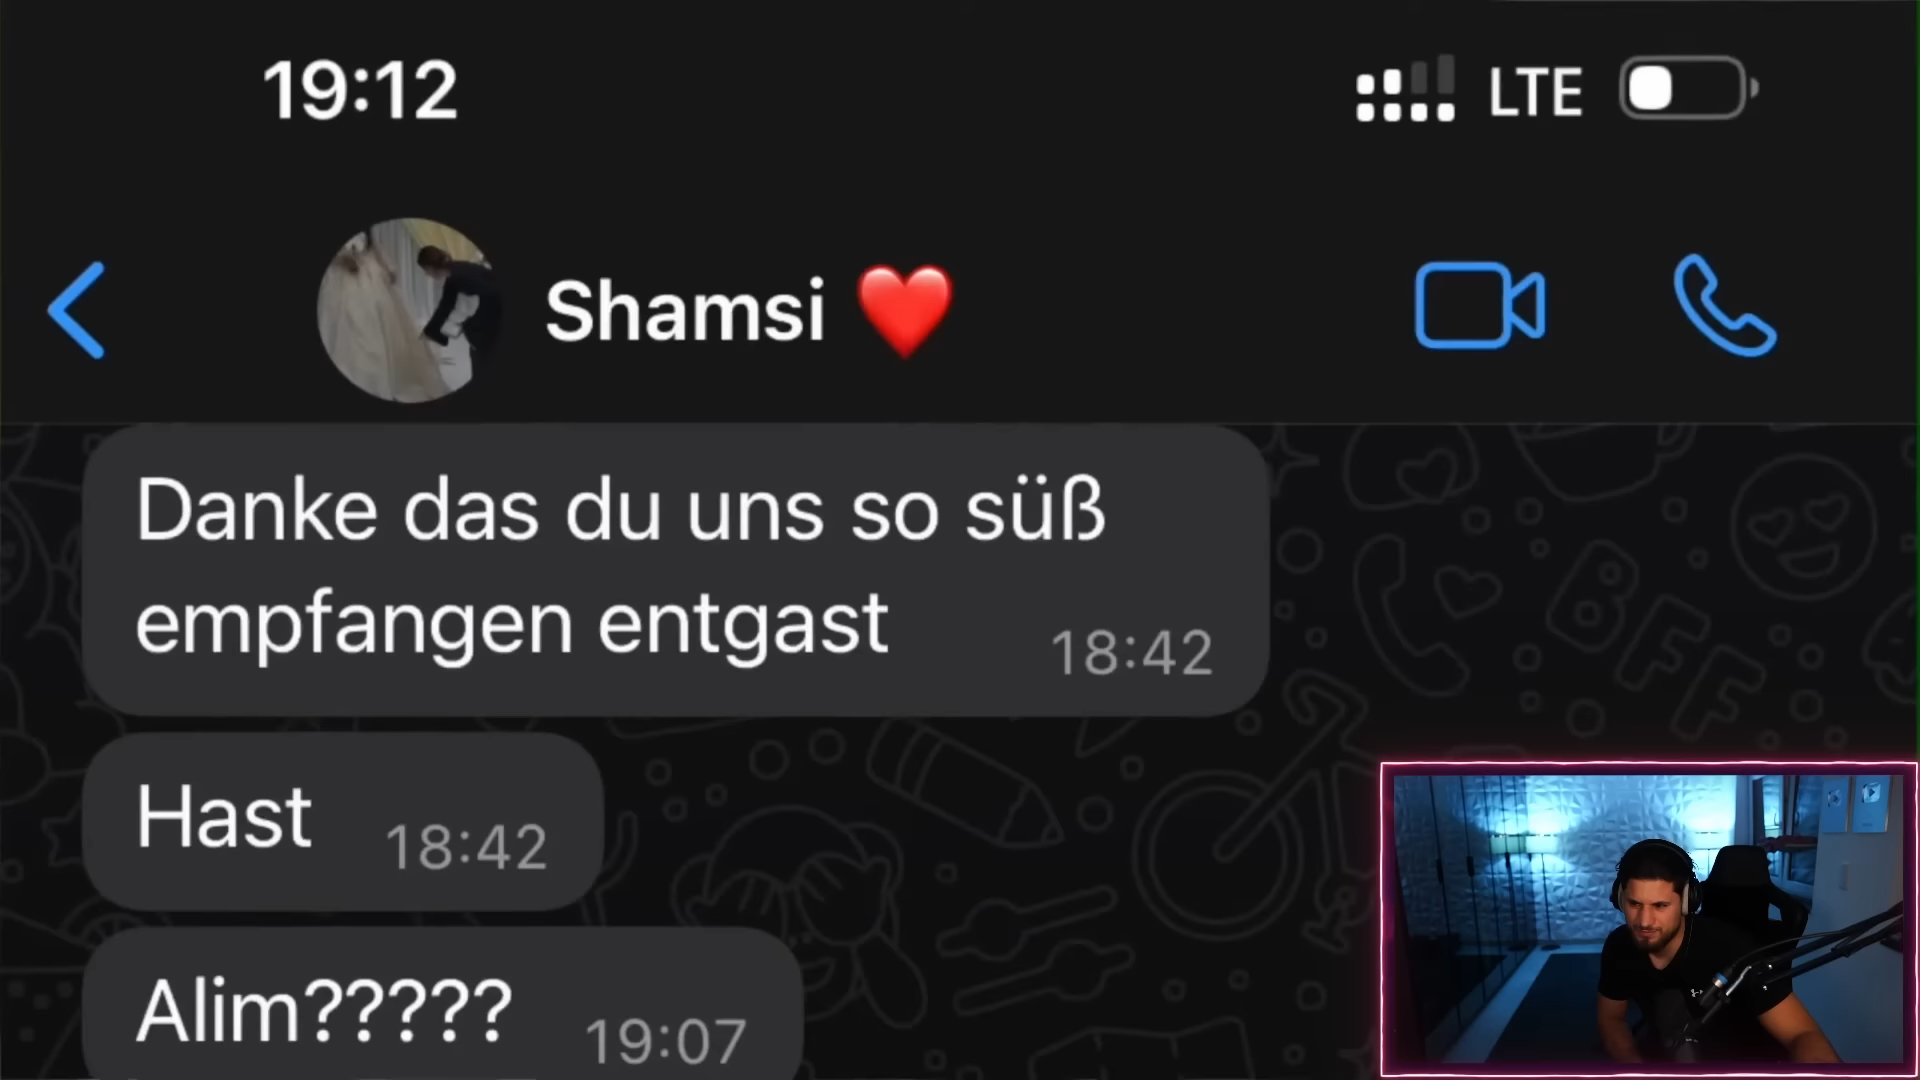 19:12
LTE
Shamsi ❤️
Danke das du uns so süß
empfangen entgast
18:42
Hast
18:42
Alim?????
19:07